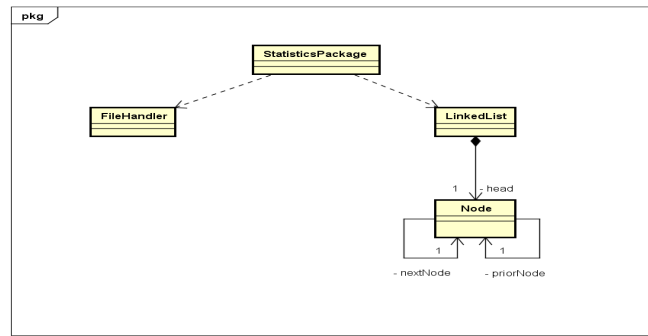 pkg
StatisticsPackage
FileHandler
LinkedList
1 - head
Node
1 1
- nextNode - priorNode